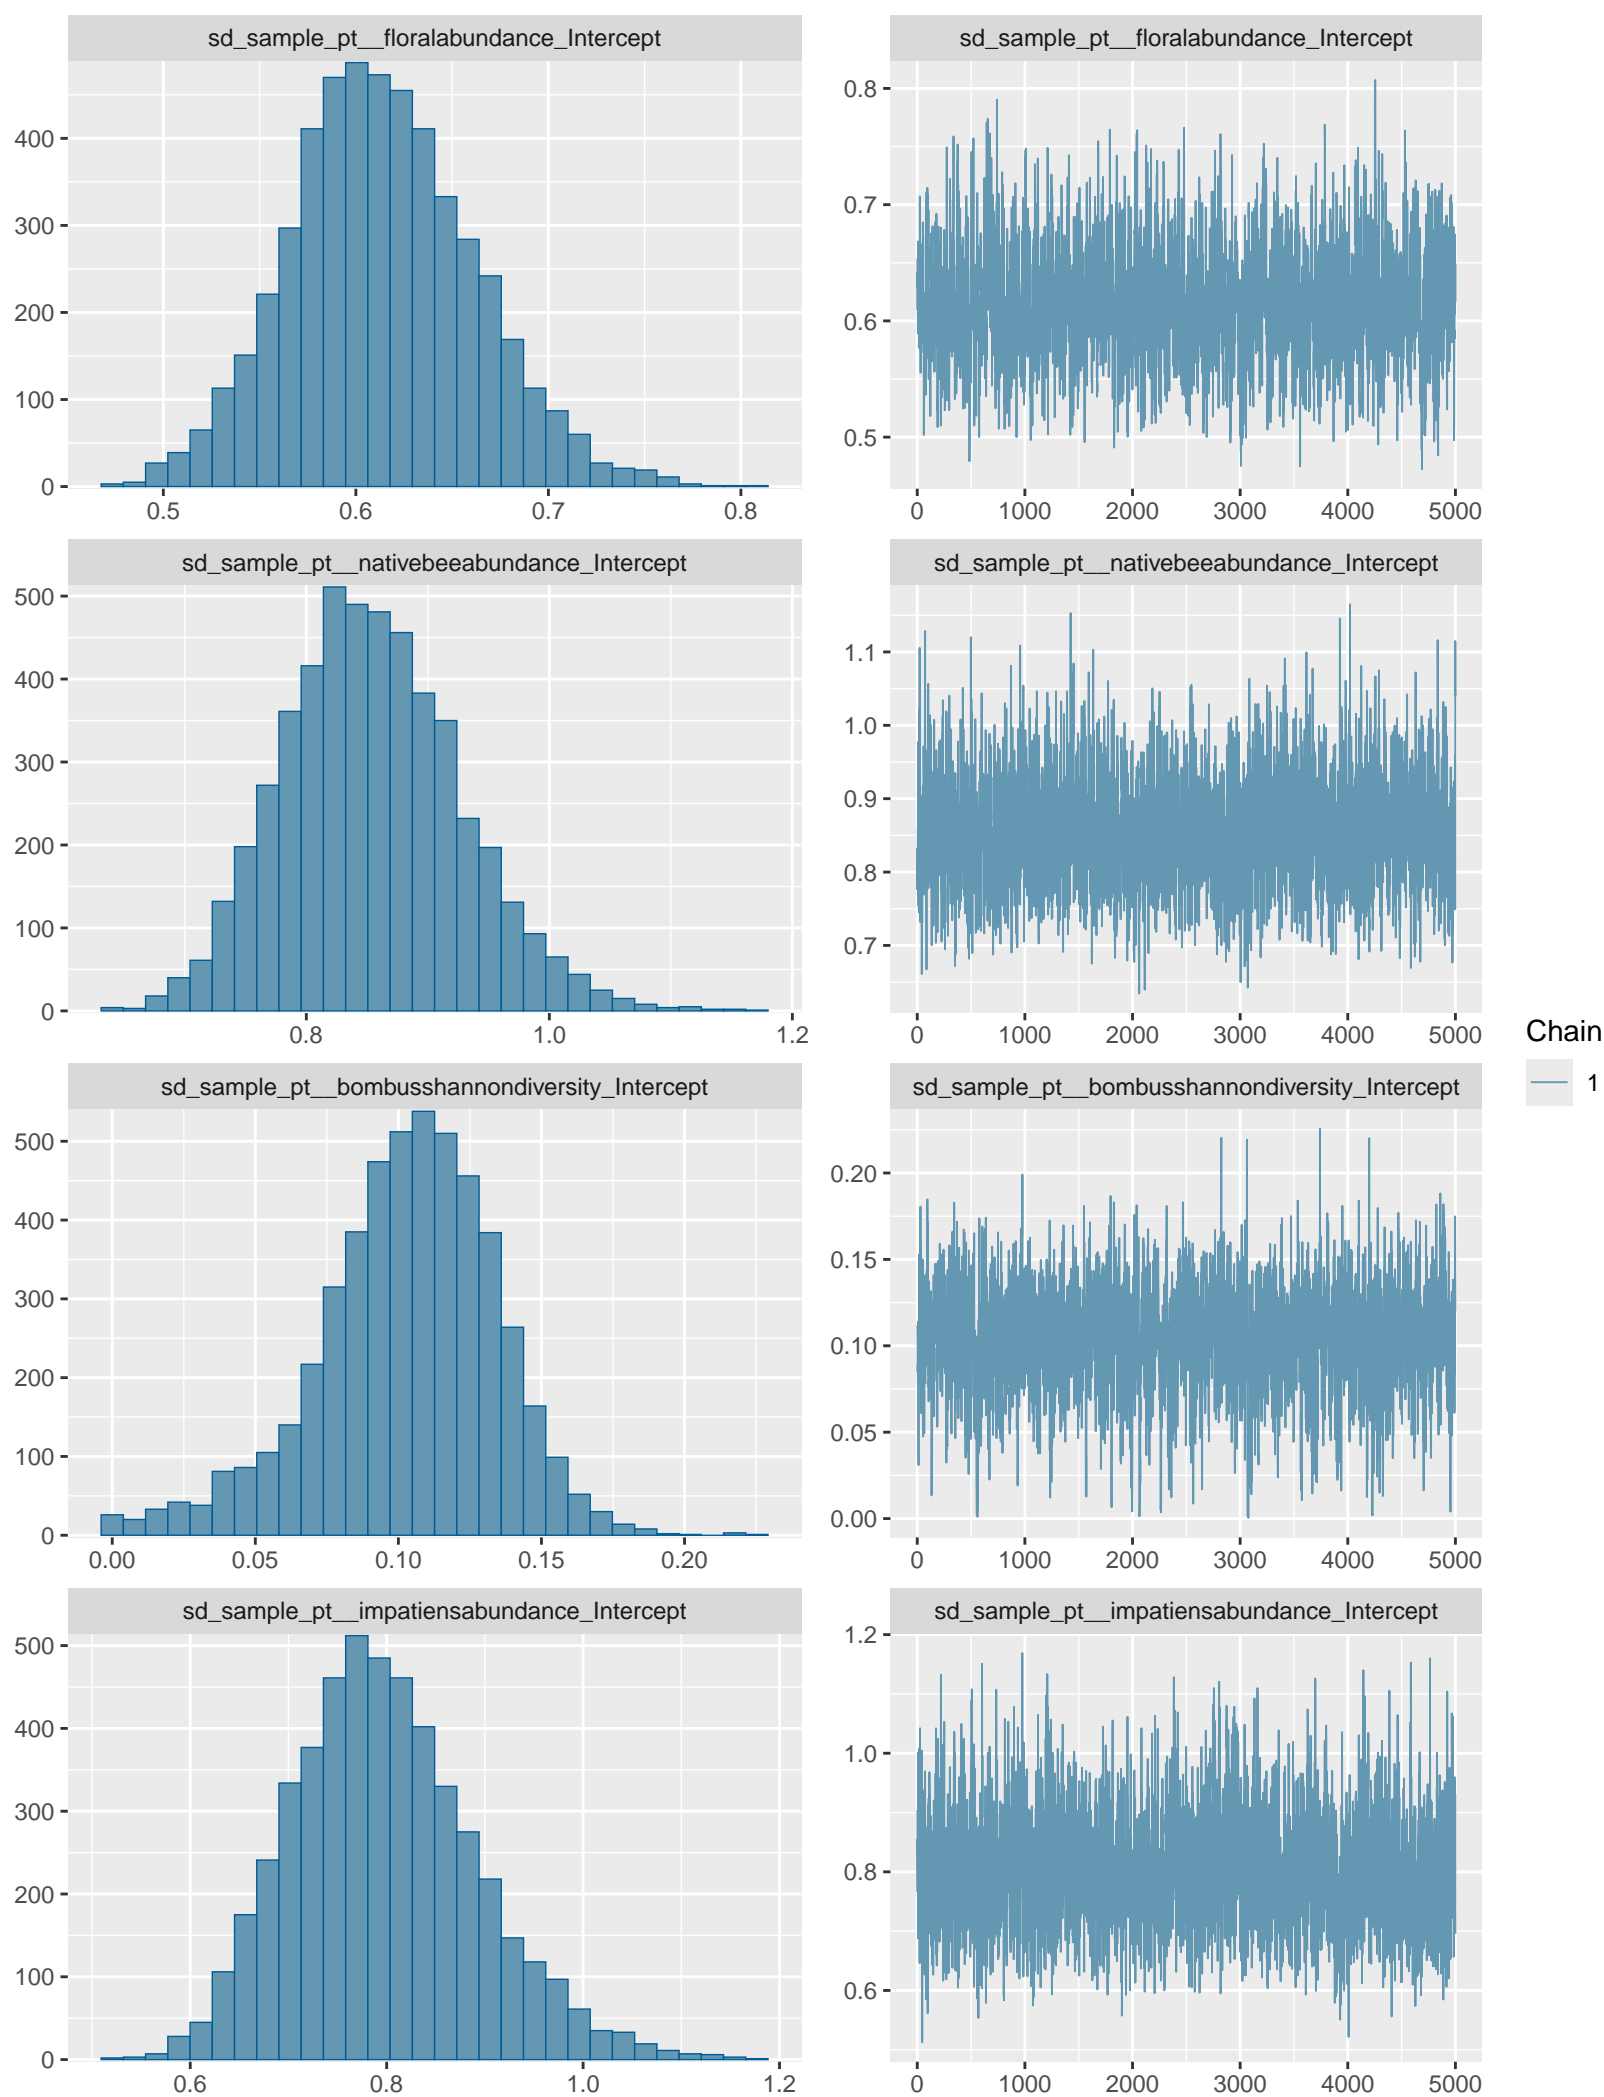 sd_sample_pt__floralabundance_Intercept
0
100
200
300
400
0.5 0.6 0.7 0.8
sd_sample_pt__floralabundance_Intercept
0.8
0.7
0.6
0.5
0 1000 2000 3000 4000 5000
sd_sample_pt__nativebeeabundance_Intercept
500
400
300
200
100
0
0.8 1.0 1.2
sd_sample_pt__nativebeeabundance_Intercept
1.1
1.0
0.9
0.8
0.7
0 1000 2000 3000 4000 5000
sd_sample_pt__bombusshannondiversity_Intercept
500
400
300
200
100
0
0.00 0.05 0.10 0.15 0.20
sd_sample_pt__bombusshannondiversity_Intercept
0.20
0.15
0.10
0.05
0.00
0 1000 2000 3000 4000 5000
sd_sample_pt__impatiensabundance_Intercept
500
400
300
200
100
0
0.6 0.8 1.0 1.2
sd_sample_pt__impatiensabundance_Intercept
1.2
1.0
0.8
0.6
0 1000 2000 3000 4000 5000
Chain
1